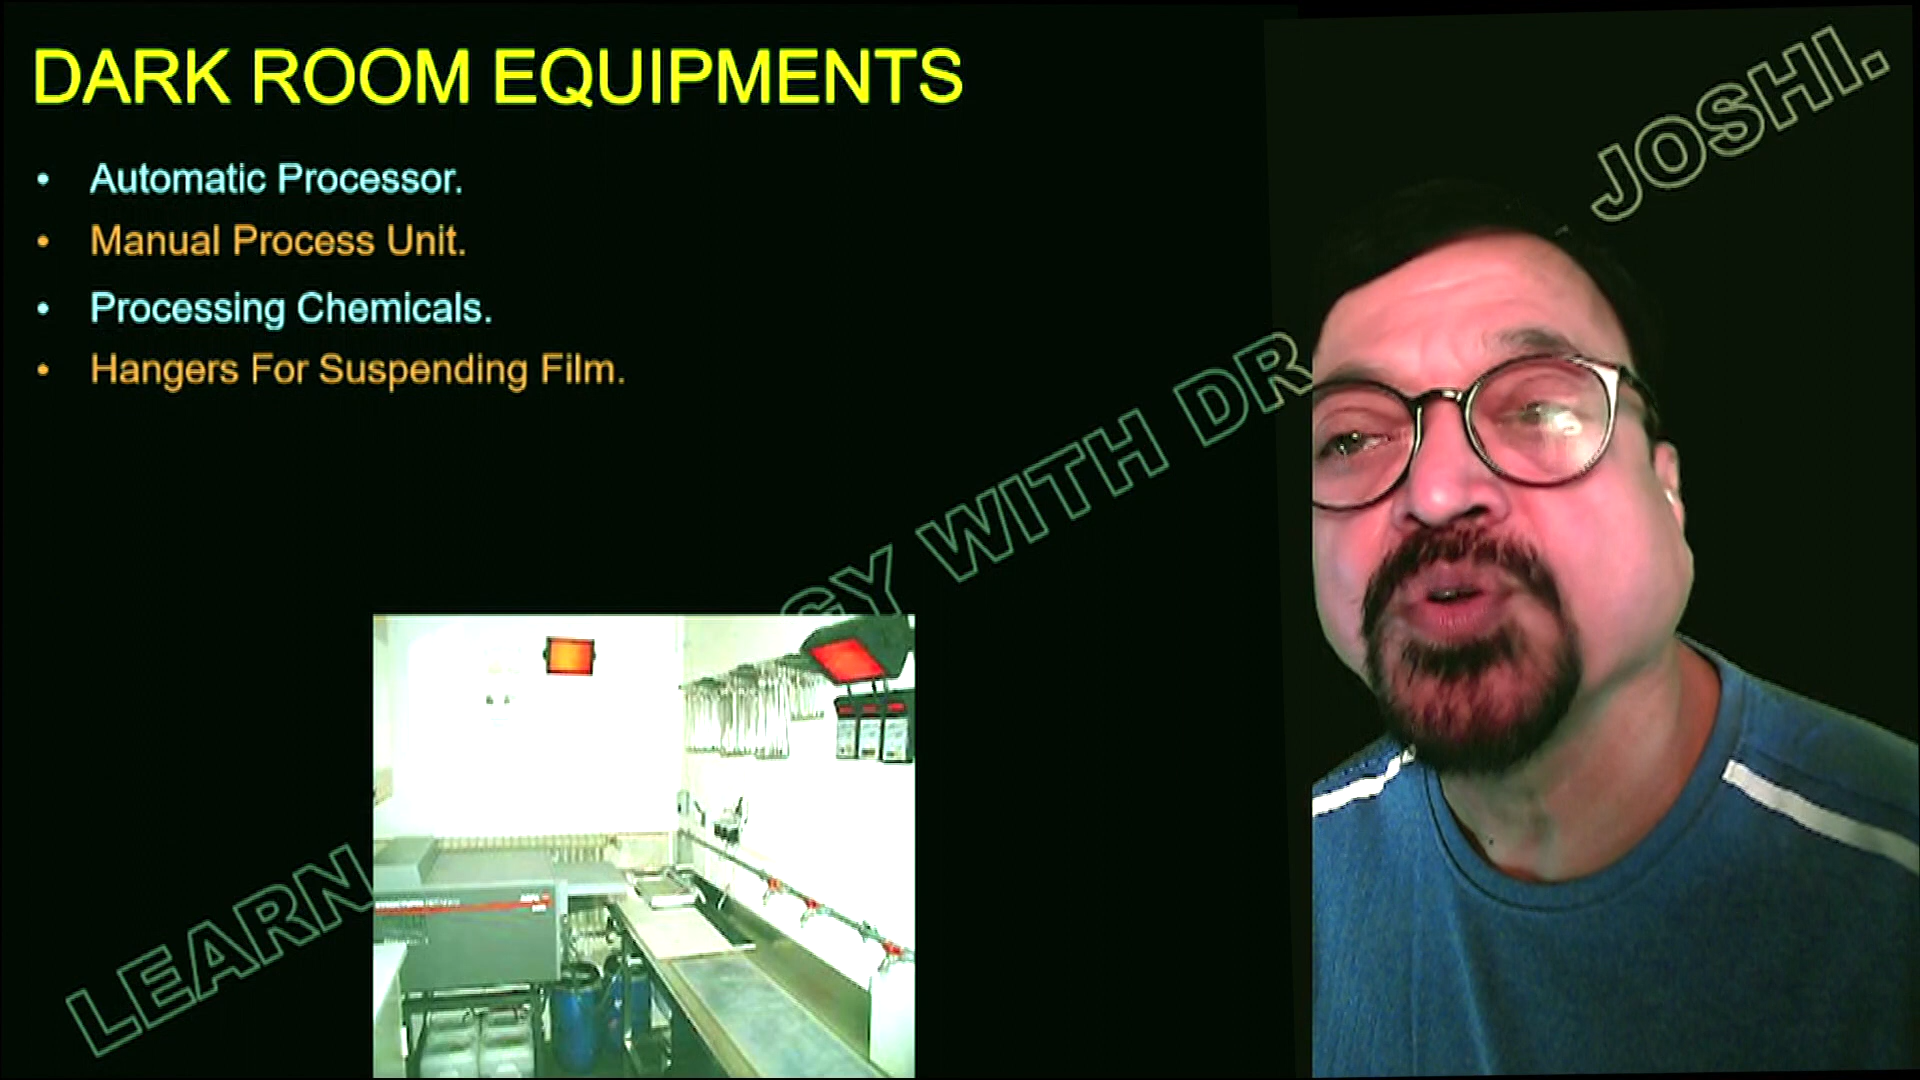 DARK ROOM EQUIPMENTS
• Automatic Processor.
• Manual Process Unit.
• Processing Chemicals.
• Hangers For Suspending Film.
LEARN GY WITH DR JOSHI.